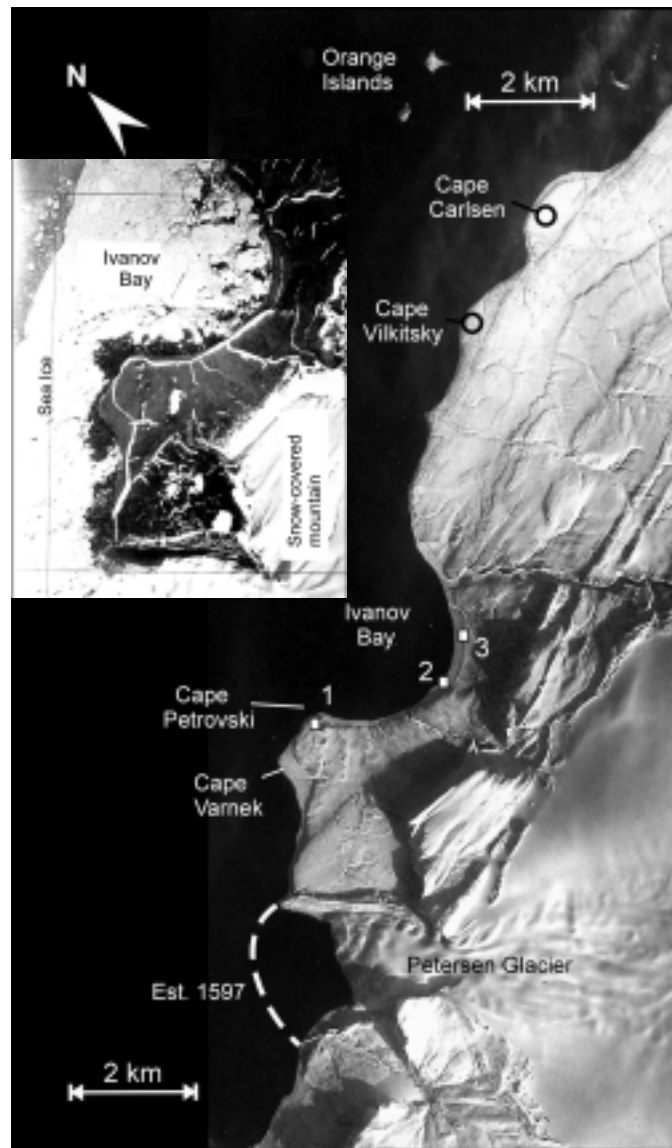 Orange
Islands
2 km
N
Cape
Carlsen
Ivanov
Bay
Cape
Vilkitsky
Sea Ice
Snow-covered
mountain
Ivanov
Bay
3
2
1
Cape
Petrovski
Cape
Varnek
Petersen Glacier
Est. 1597
2 km